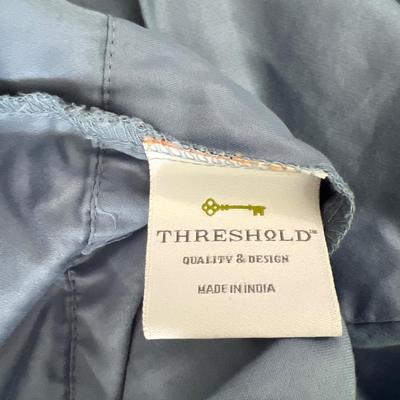 THRESHOLD™
QUALITY & DESIGN
MADE IN INDIA